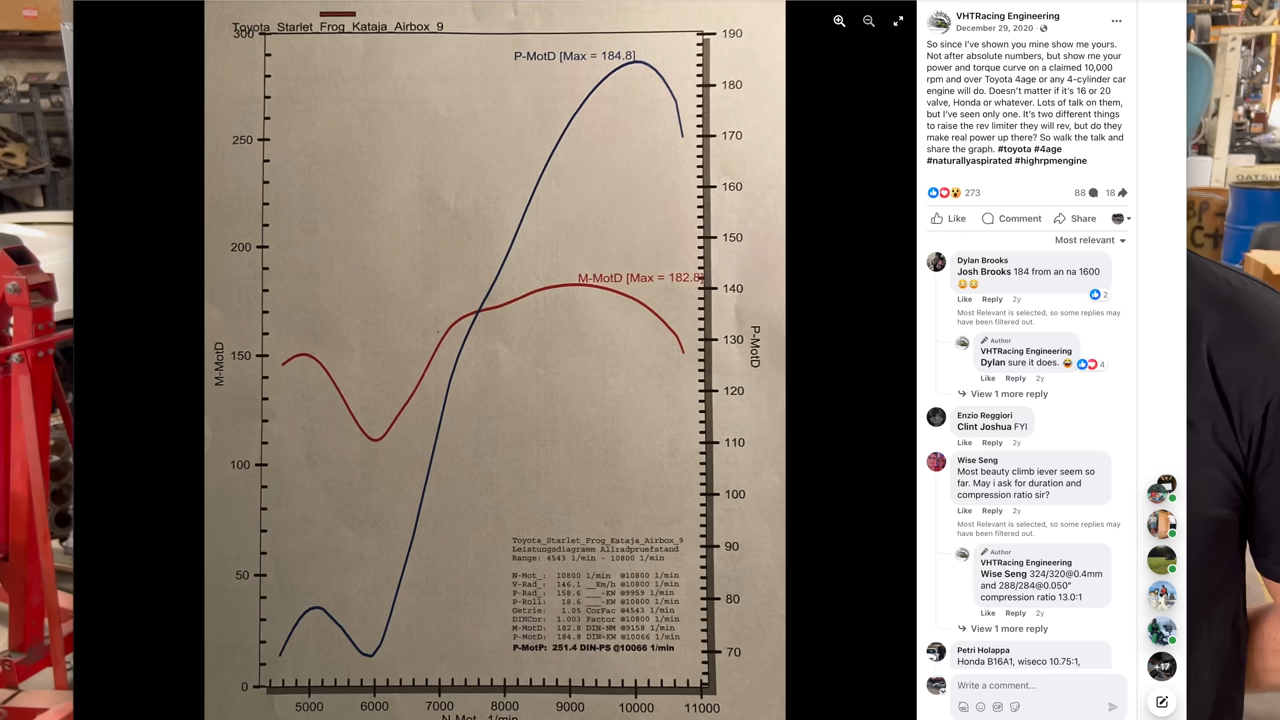 Toyota_Starlet_Frog_Kataja_Airbox_9
300
250
200
150
100
50
0
M-MotD
P-MotD [Max = 184.8]
M-MotD [Max = 182.8]
190
180
170
160
150
140
130
120
110
100
90
80
70
P-MotD
5000 6000 7000 8000 9000 10000 11000
N-Mot 1/min
Toyota_Starlet_Frog_Kataja_Airbox_9
Leistungsdiagramm Allradpruefstand
Range: 4543 1/min - 10800 1/min
N-Mot_: 10800 1/min @10800 1/min
V-Rad_: 146.1 __Km/h @10800 1/min
P-Rad_: 158.6 ___-KW @9959 1/min
P-Roll: 18.6 ___-KW @10800 1/min
Getrie: 1.05 CorFac @4543 1/min
DINCor: 1.003 Factor @10800 1/min
M-MotD: 182.8 DIN-NM @9158 1/min
P-MotD: 184.8 DIN-KW @10066 1/min
P-MotP: 251.4 DIN-PS @10066 1/min
VHTRacing Engineering
December 29, 2020 ·
So since I've shown you mine show me yours.
Not after absolute numbers, but show me your
power and torque curve on a claimed 10,000
rpm and over Toyota 4age or any 4-cylinder car
engine will do. Doesn't matter if it's 16 or 20
valve, Honda or whatever. Lots of talk on them,
but I've seen only one. It's two different things
to raise the rev limiter they will rev, but do they
make real power up there? So walk the talk and
share the graph. #toyota #4age
#naturallyaspirated #highrpmengine
273
88 18
Like Comment Share
Most relevant
Dylan Brooks
Josh Brooks 184 from an na 1600
😳😳
2
Like Reply 2y
Most Relevant is selected, so some replies may
have been filtered out.
Author
VHTRacing Engineering
Dylan sure it does. 😂
4
Like Reply 2y
View 1 more reply
Enzio Reggiori
Clint Joshua FYI
Like Reply 2y
Wise Seng
Most beauty climb iever seem so
far. May i ask for duration and
compression ratio sir?
Like Reply 2y
Most Relevant is selected, so some replies may
have been filtered out.
Author
VHTRacing Engineering
Wise Seng 324/320@0.4mm
and 288/284@0.050"
compression ratio 13.0:1
Like Reply 2y
View 1 more reply
Petri Holappa
Honda B16A1, wiseco 10.75:1,
Write a comment...
GIF
+17
DATSUN